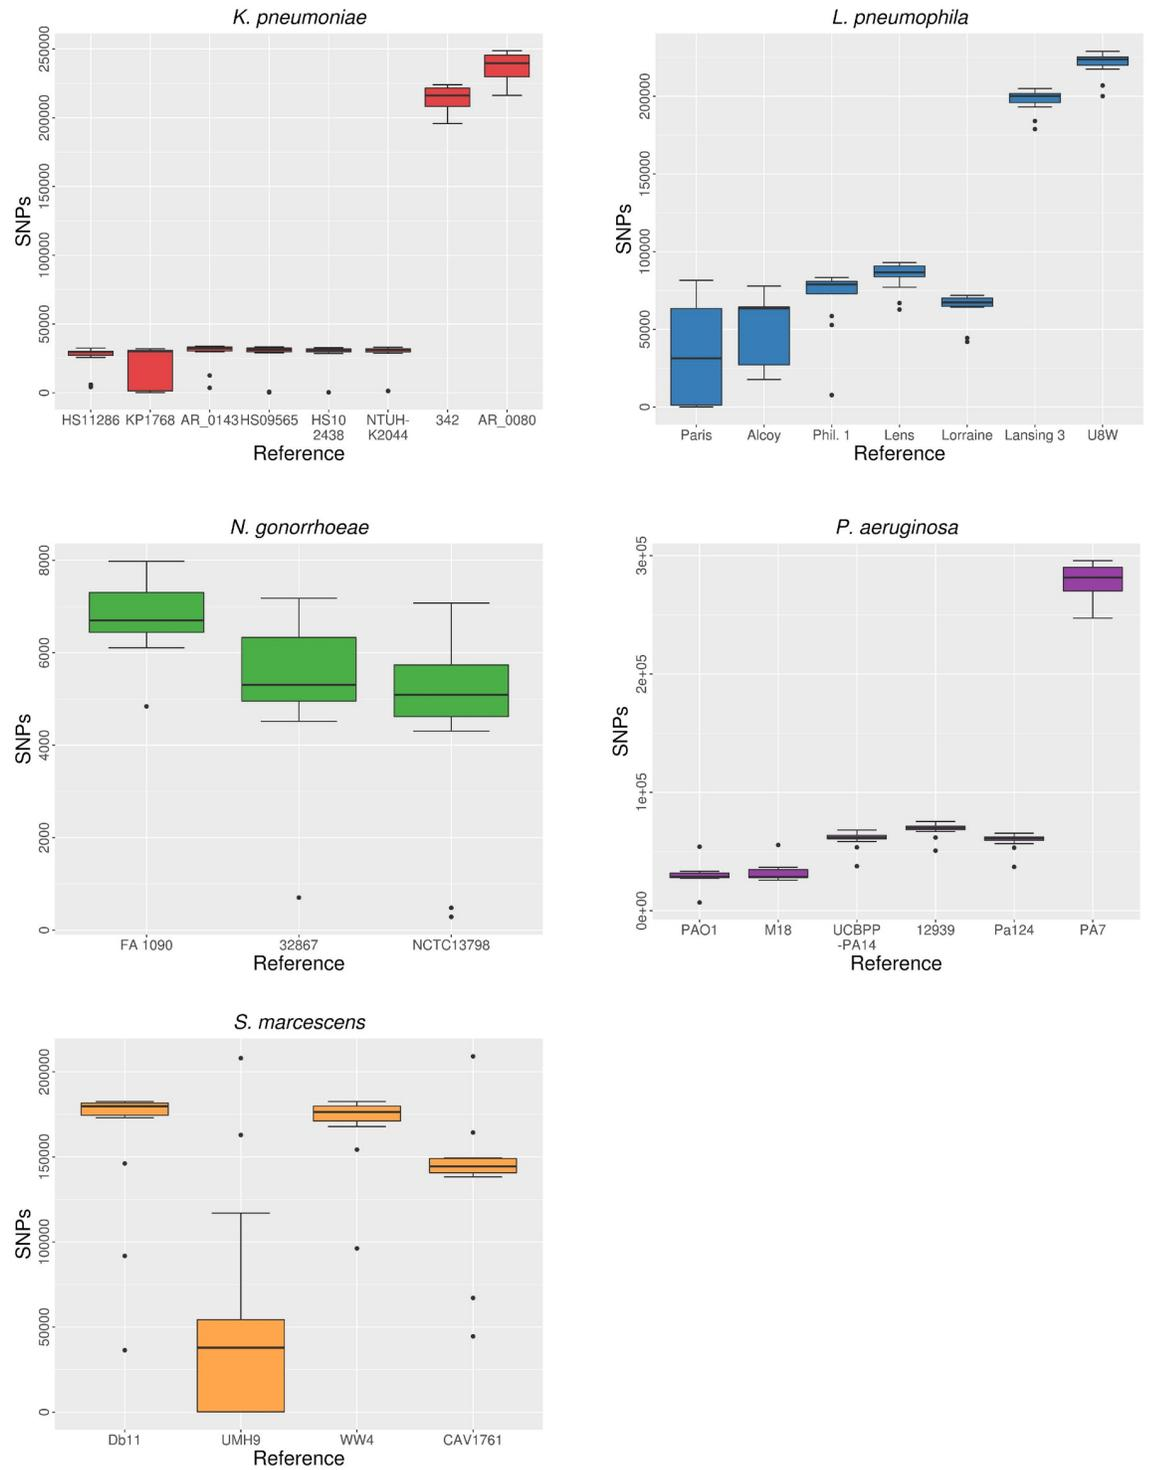 K. pneumoniae
250000
200000
150000
100000
50000
0
SNPs
HS11286 KP1768 AR_0143 HS09565 HS10 NTUH- 342 AR_0080
2438 K2044
Reference
L. pneumophila
200000
150000
100000
50000
0
SNPs
Paris Alcoy Phil. 1 Lens Lorraine Lansing 3 U8W
Reference
N. gonorrhoeae
8000
6000
4000
2000
0
SNPs
FA 1090 32867 NCTC13798
Reference
P. aeruginosa
3e+05
2e+05
1e+05
0e+00
SNPs
PAO1 M18 UCBPP 12939 Pa124 PA7
-PA14
Reference
S. marcescens
200000
150000
100000
50000
0
SNPs
Db11 UMH9 WW4 CAV1761
Reference